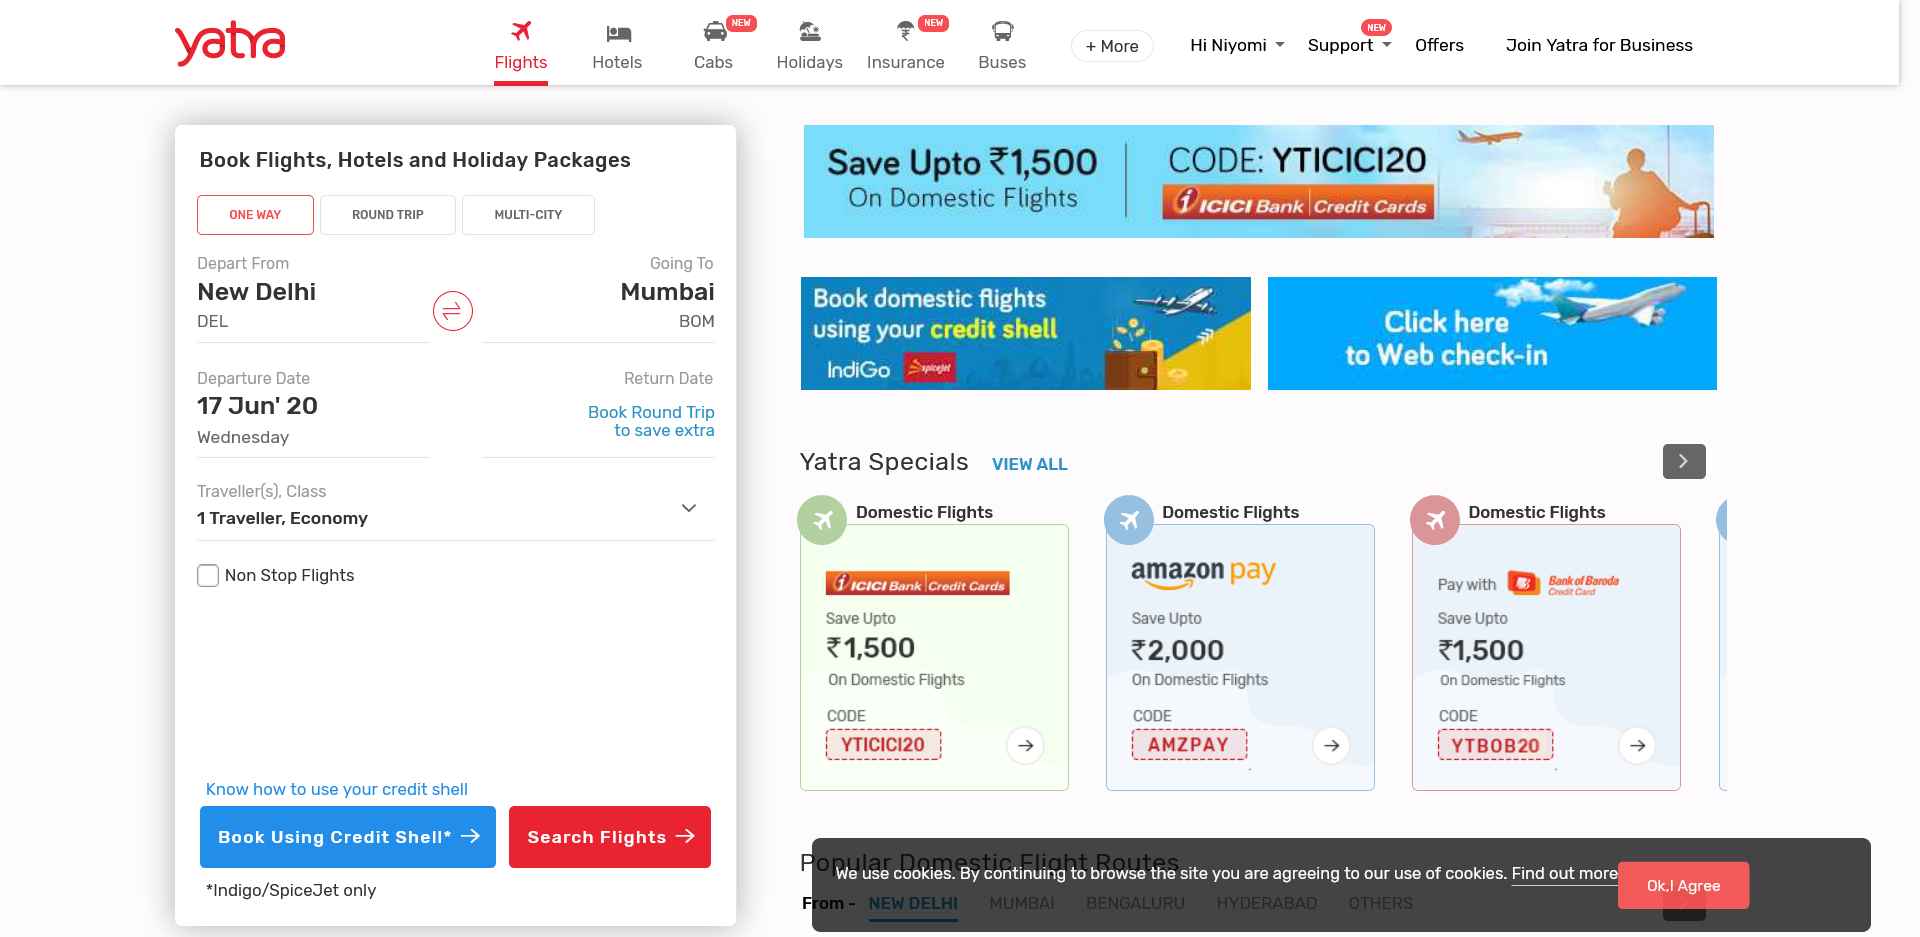 yatra
NEW
NEW
Flights
Hotels
Cabs
Holidays
Insurance
Buses
+ More
Hi Niyomi
NEW
Support
Offers
Join Yatra for Business
Book Flights, Hotels and Holiday Packages
ONE WAY
ROUND TRIP
MULTI-CITY
Depart From
Going To
New Delhi
Mumbai
DEL
BOM
Departure Date
Return Date
17 Jun' 20
Book Round Trip
to save extra
Wednesday
Traveller(s), Class
1 Traveller, Economy
Non Stop Flights
Know how to use your credit shell
Book Using Credit Shell*
Search Flights
*Indigo/SpiceJet only
Save Upto ₹1,500
On Domestic Flights
CODE: YTICICI20
ICICI Bank Credit Cards
Book domestic flights
using your credit shell
IndiGo
spicejet
Click here
to Web check-in
Yatra Specials
VIEW ALL
Domestic Flights
ICICI Bank Credit Cards
Save Upto
₹1,500
On Domestic Flights
CODE
YTICICI20
Domestic Flights
amazon pay
Save Upto
₹2,000
On Domestic Flights
CODE
AMZPAY
Domestic Flights
Pay with
Bank of Baroda
Credit Card
Save Upto
₹1,500
On Domestic Flights
CODE
YTBOB20
Popular Domestic Flight Routes
We use cookies. By continuing to browse the site you are agreeing to our use of cookies. Find out more
Ok,I Agree
From -
NEW DELHI
MUMBAI
BENGALURU
HYDERABAD
OTHERS